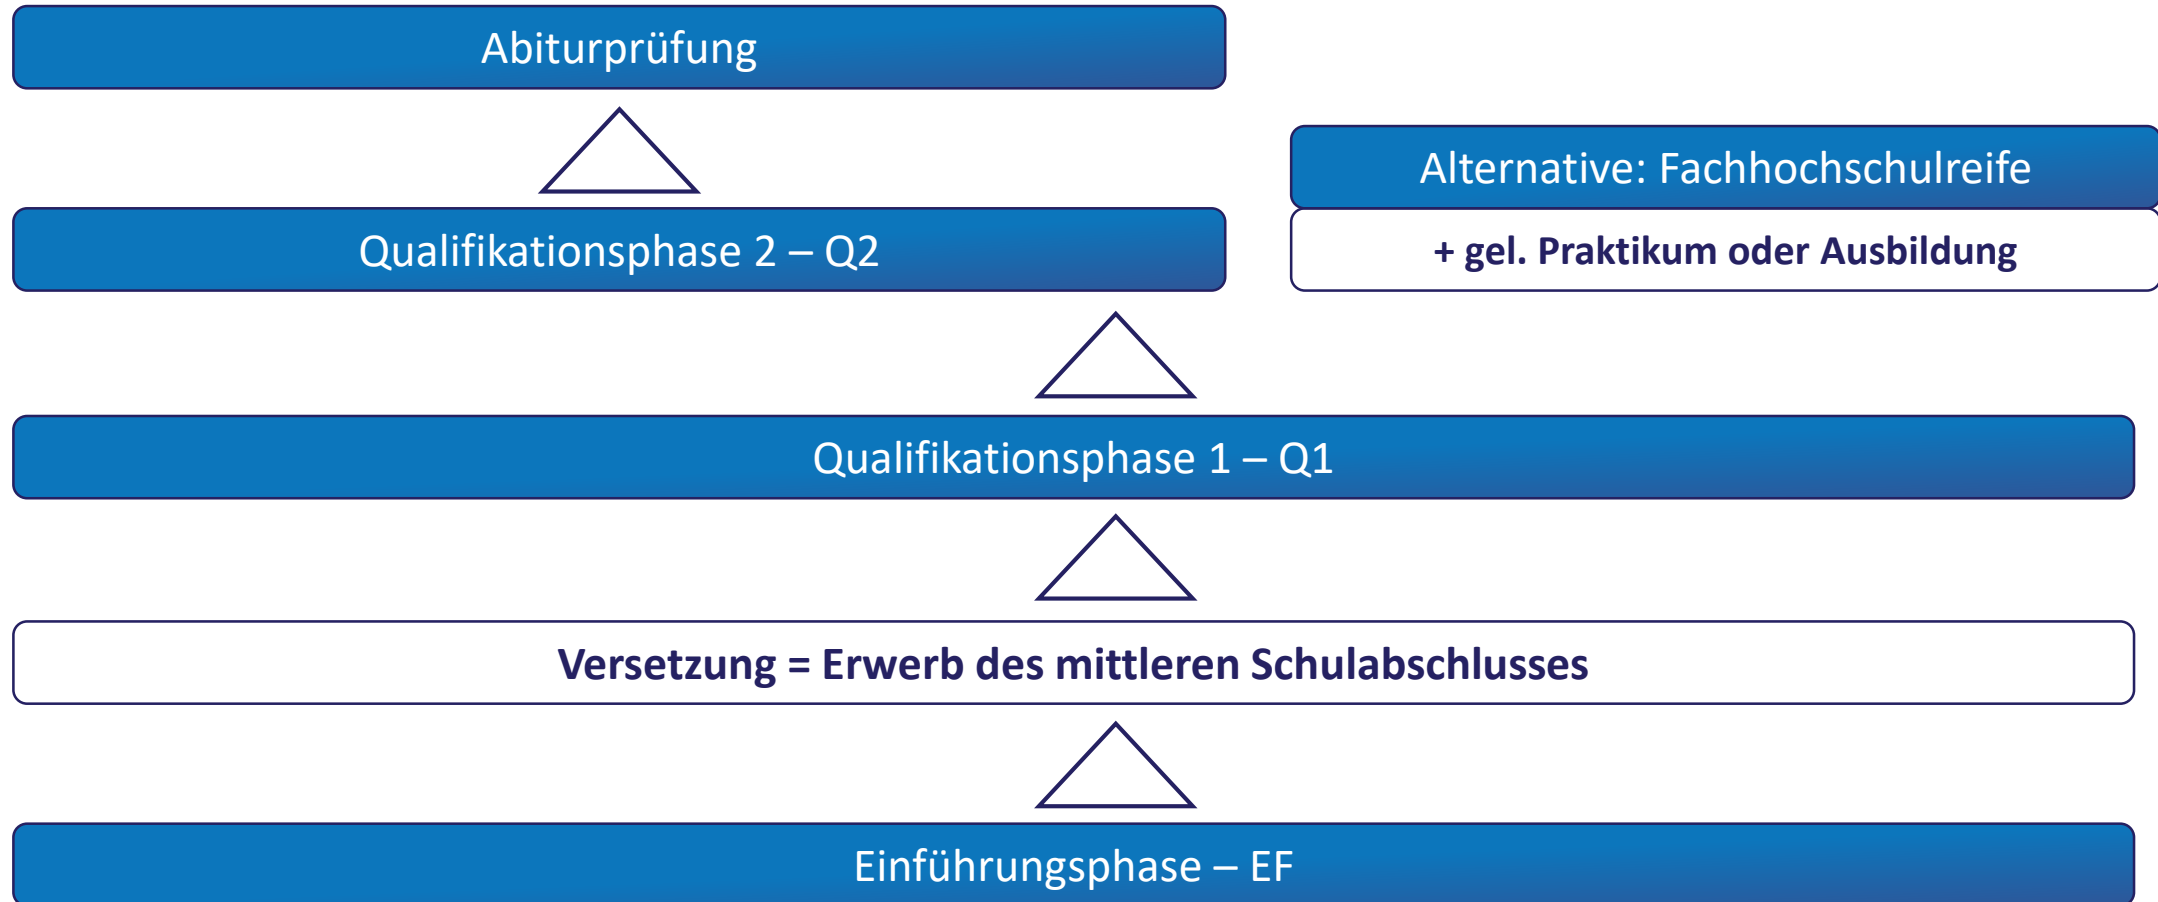 Abiturprüfung
Alternative: Fachhochschulreife
Qualifikationsphase 2 – Q2
+ gel. Praktikum oder Ausbildung
Qualifikationsphase 1 – Q1
Versetzung = Erwerb des mittleren Schulabschlusses
Einführungsphase – EF